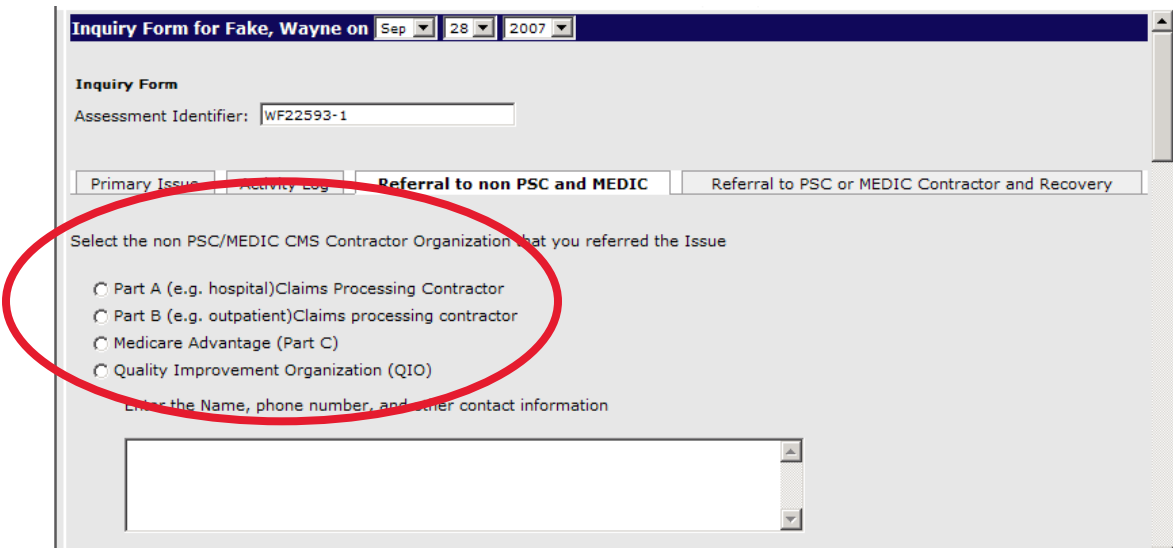 Inquiry Form for Fake, Wayne on Sep 28 2007
Inquiry Form
Assessment Identifier: WF22593-1
Primary Issue Activity Log Referral to non PSC and MEDIC Referral to PSC or MEDIC Contractor and Recovery
Select the non PSC/MEDIC CMS Contractor Organization that you referred the Issue
Part A (e.g. hospital)Claims Processing Contractor
Part B (e.g. outpatient)Claims processing contractor
Medicare Advantage (Part C)
Quality Improvement Organization (QIO)
Enter the Name, phone number, and other contact information